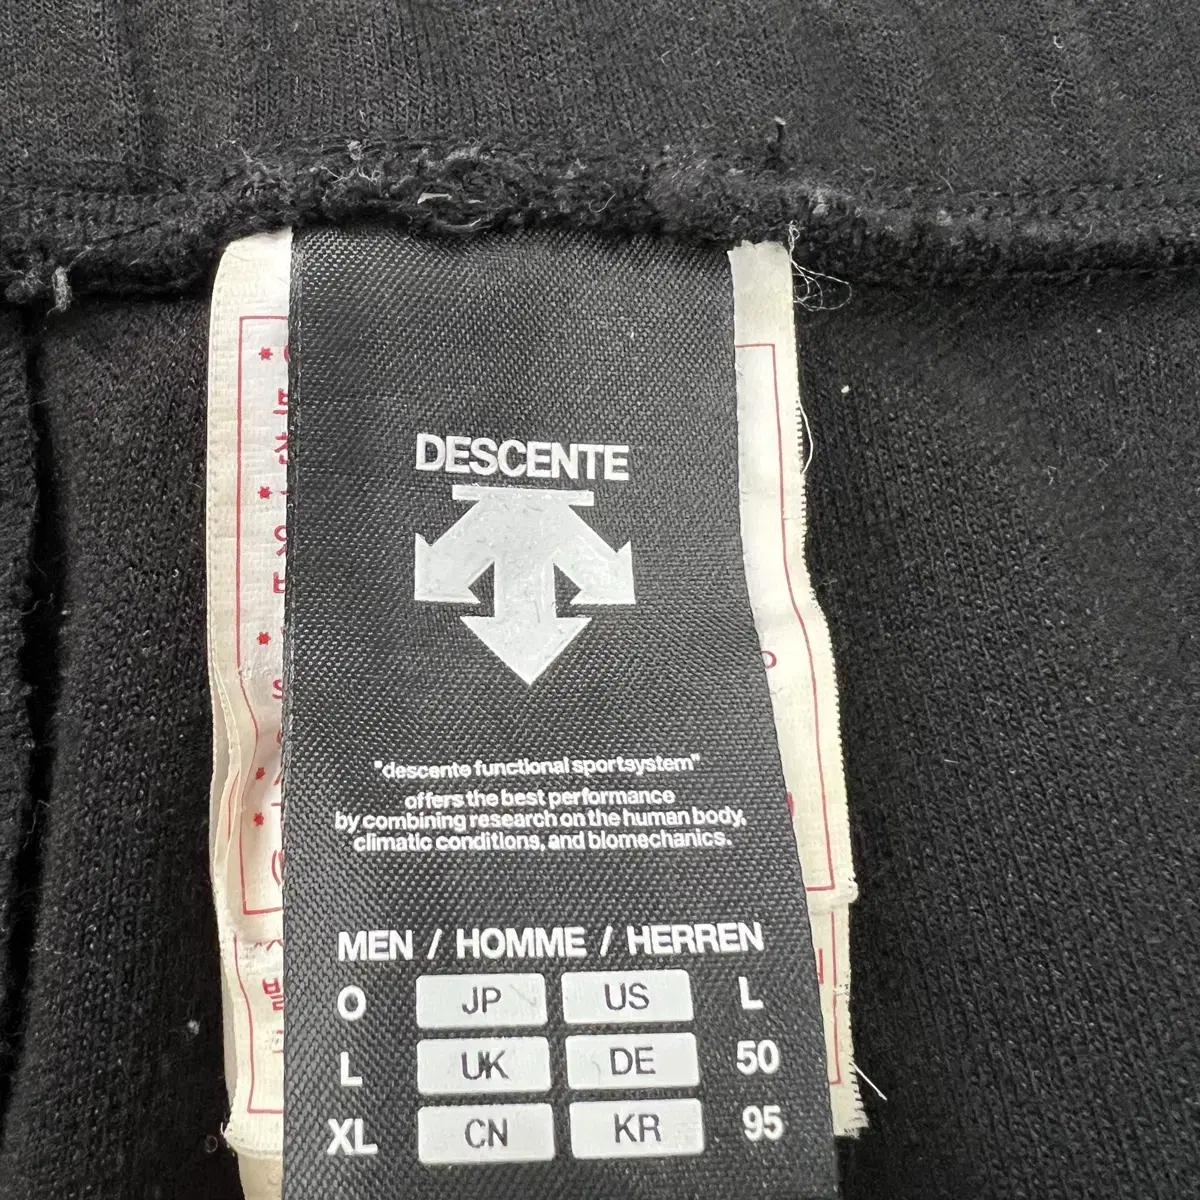 DESCENTE
"descente functional sportsystem"
offers the best performance
by combining research on the human body,
climatic conditions, and biomechanics.
MEN / HOMME / HERREN
O JP US L
L UK DE 50
XL CN KR 95